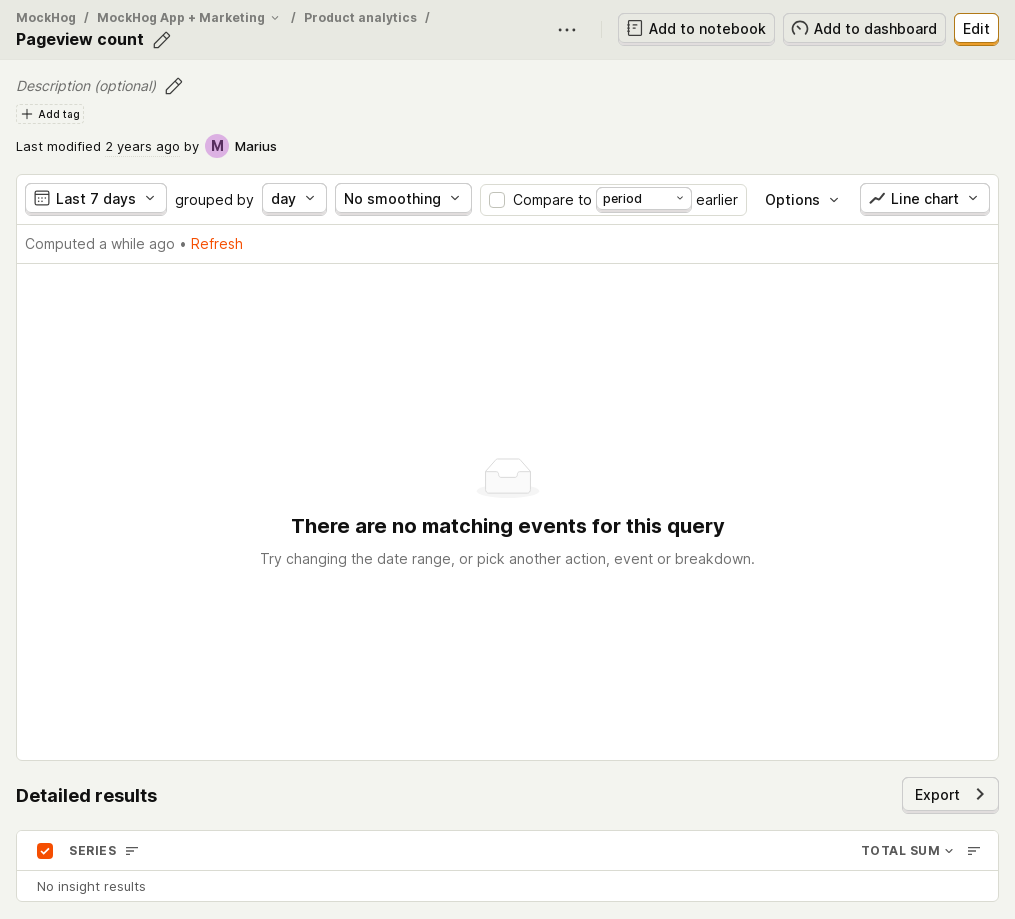 MockHog / MockHog App + Marketing / Product analytics /
Pageview count
Add to notebook
Add to dashboard
Edit
Description (optional)
Add tag
Last modified 2 years ago by M Marius
Last 7 days grouped by day No smoothing Compare to period earlier Options Line chart
Computed a while ago • Refresh
There are no matching events for this query
Try changing the date range, or pick another action, event or breakdown.
Detailed results
Export
SERIES TOTAL SUM
No insight results